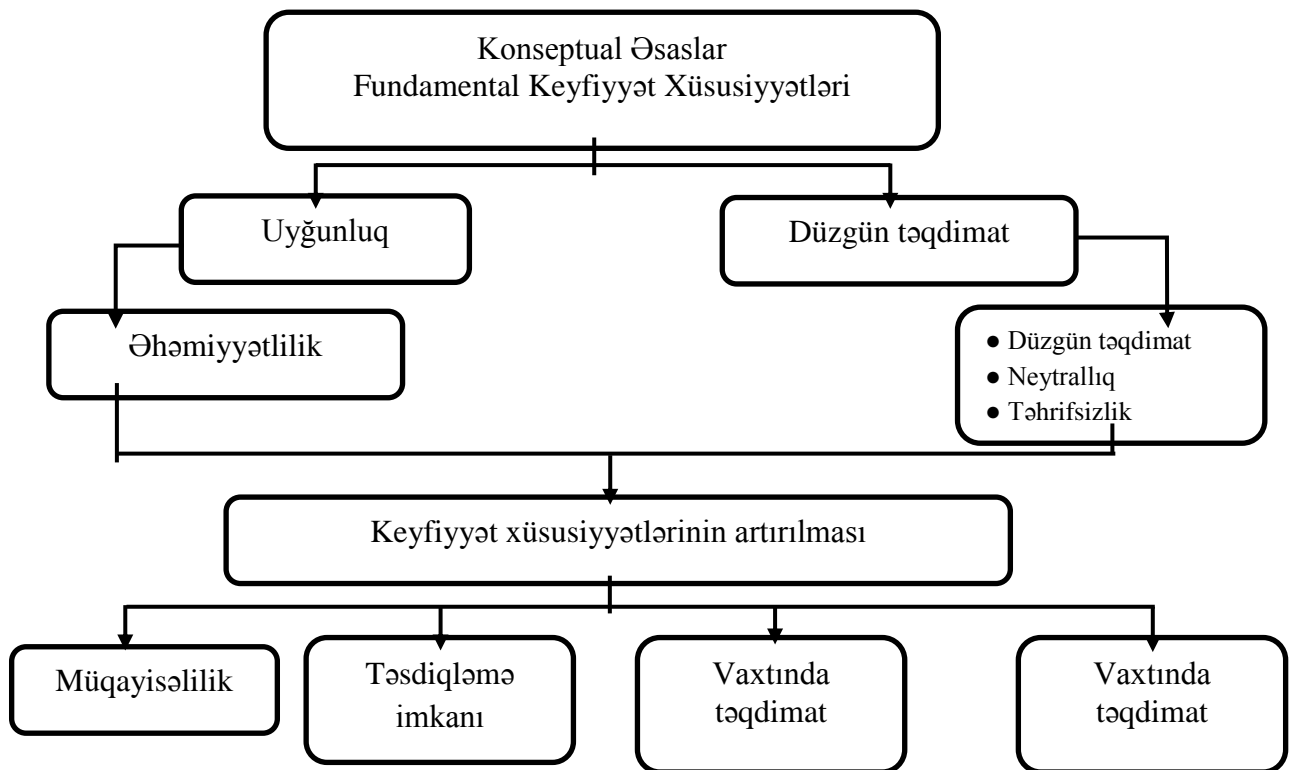 Konseptual Əsaslar
Fundamental Keyfiyyət Xüsusiyyətləri
Uyğunluq
Düzgün təqdimat
Əhəmiyyətlilik
● Düzgün təqdimat
● Neytrallıq
● Təhrifsizlik
Keyfiyyət xüsusiyyətlərinin artırılması
Müqayisəlilik
Təsdiqləmə
imkanı
Vaxtında
təqdimat
Vaxtında
təqdimat